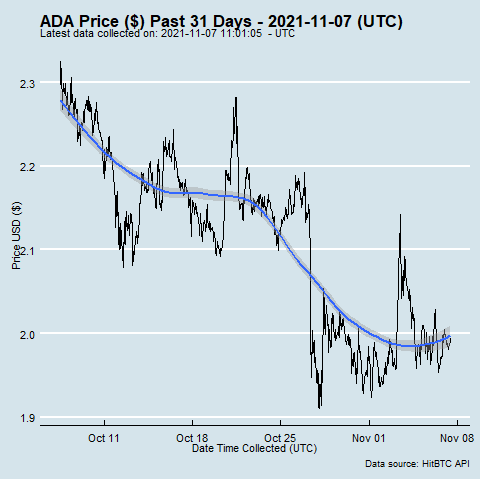 ADA Price ($) Past 31 Days - 2021-11-07 (UTC)
Latest data collected on: 2021-11-07 11:01:05 - UTC
2.3
2.2
2.1
2.0
1.9
Price USD ($)
Oct 11 Oct 18 Oct 25 Nov 01 Nov 08
Date Time Collected (UTC)
Data source: HitBTC API